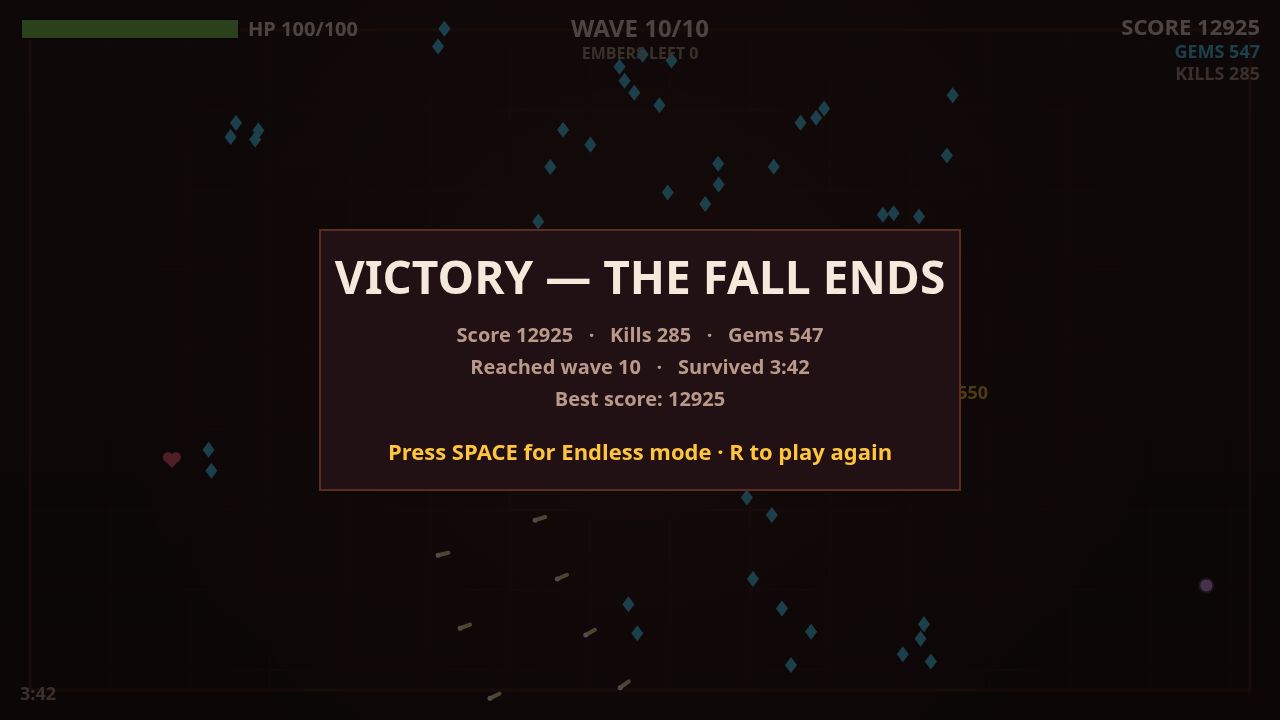 HP 100/100
WAVE 10/10
EMBERS LEFT 0
SCORE 12925
GEMS 547
KILLS 285
VICTORY — THE FALL ENDS
Score 12925 · Kills 285 · Gems 547
Reached wave 10 · Survived 3:42
Best score: 12925
550
Press SPACE for Endless mode · R to play again
3:42